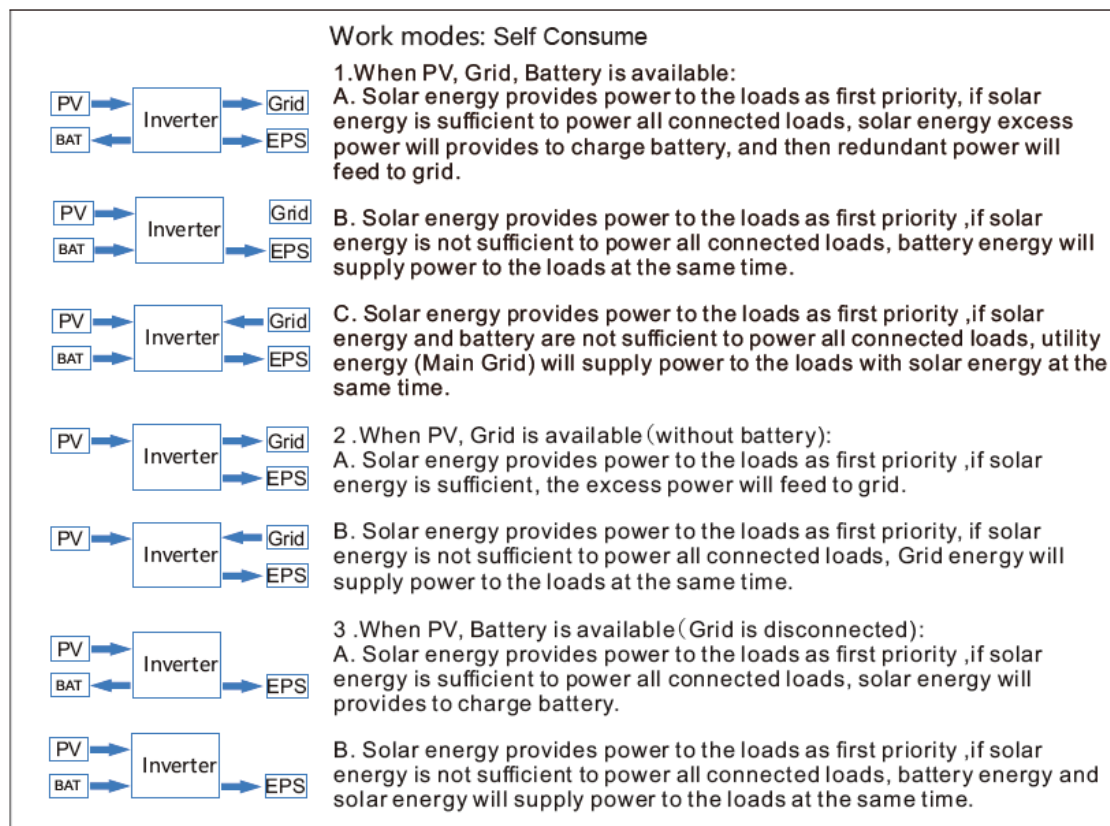 Work modes: Self Consume
PV
Grid
Inverter
BAT
EPS
1.When PV, Grid, Battery is available:
A. Solar energy provides power to the loads as first priority, if solar
energy is sufficient to power all connected loads, solar energy excess
power will provides to charge battery, and then redundant power will
feed to grid.
PV
Grid
Inverter
BAT
EPS
B. Solar energy provides power to the loads as first priority ,if solar
energy is not sufficient to power all connected loads, battery energy will
supply power to the loads at the same time.
PV
Grid
Inverter
BAT
EPS
C. Solar energy provides power to the loads as first priority ,if solar
energy and battery are not sufficient to power all connected loads, utility
energy (Main Grid) will supply power to the loads with solar energy at the
same time.
PV
Grid
Inverter
EPS
2 .When PV, Grid is available(without battery):
A. Solar energy provides power to the loads as first priority ,if solar
energy is sufficient, the excess power will feed to grid.
PV
Grid
Inverter
EPS
B. Solar energy provides power to the loads as first priority, if solar
energy is not sufficient to power all connected loads, Grid energy will
supply power to the loads at the same time.
PV
Inverter
BAT
EPS
3 .When PV, Battery is available(Grid is disconnected):
A. Solar energy provides power to the loads as first priority ,if solar
energy is sufficient to power all connected loads, solar energy will
provides to charge battery.
PV
Inverter
BAT
EPS
B. Solar energy provides power to the loads as first priority ,if solar
energy is not sufficient to power all connected loads, battery energy and
solar energy will supply power to the loads at the same time.